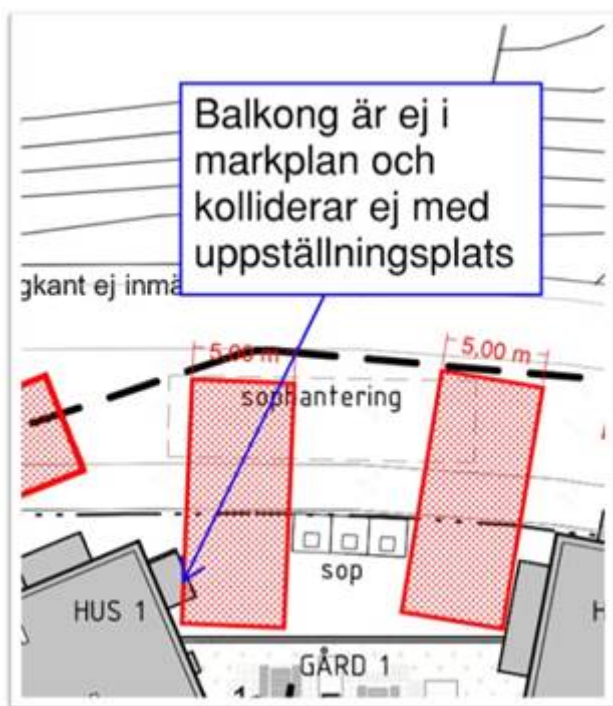 Balkong är ej i
markplan och
kolliderar ej med
uppställningsplats
gkant ej inmä
5,00 m
5,00 m
sophantering
sop
HUS 1
H
GÅRD 1